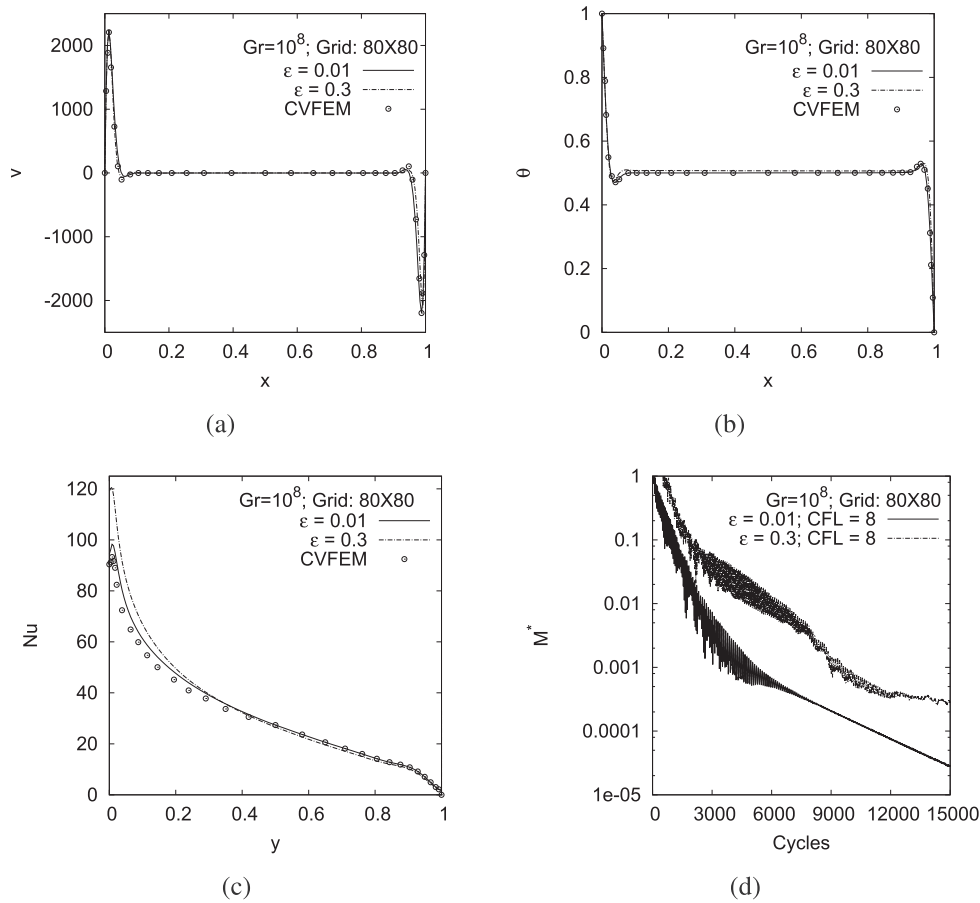 2000
1000
0
-1000
-2000
v
Gr=10^8; Grid: 80X80
ε = 0.01
ε = 0.3
CVFEM
0 0.2 0.4 0.6 0.8 1
x
(a)
1
0.8
0.6
0.4
0.2
0
θ
Gr=10^8; Grid: 80X80
ε = 0.01
ε = 0.3
CVFEM
0 0.2 0.4 0.6 0.8 1
x
(b)
120
100
80
60
40
20
0
Nu
Gr=10^8; Grid: 80X80
ε = 0.01
ε = 0.3
CVFEM
0 0.2 0.4 0.6 0.8 1
y
(c)
1
0.1
0.01
0.001
0.0001
1e-05
M*
Gr=10^8; Grid: 80X80
ε = 0.01; CFL = 8
ε = 0.3; CFL = 8
0 3000 6000 9000 12000 15000
Cycles
(d)